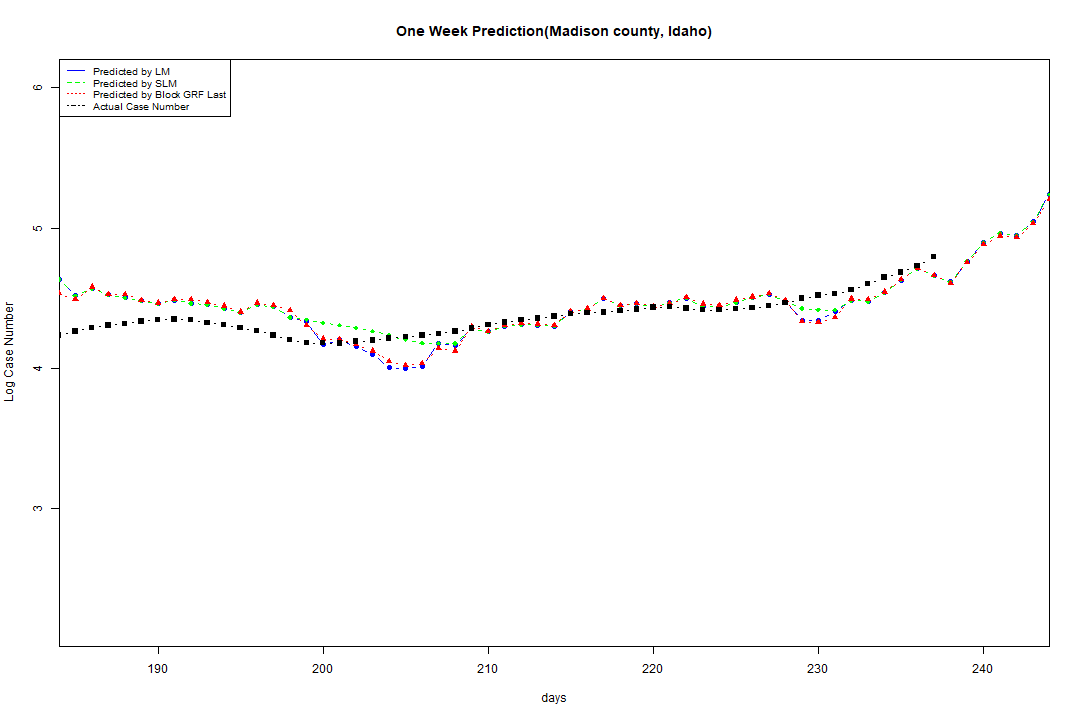 One Week Prediction(Madison county, Idaho)
Predicted by LM
Predicted by SLM
Predicted by Block GRF Last
Actual Case Number
6
5
4
3
Log Case Number
190 200 210 220 230 240
days